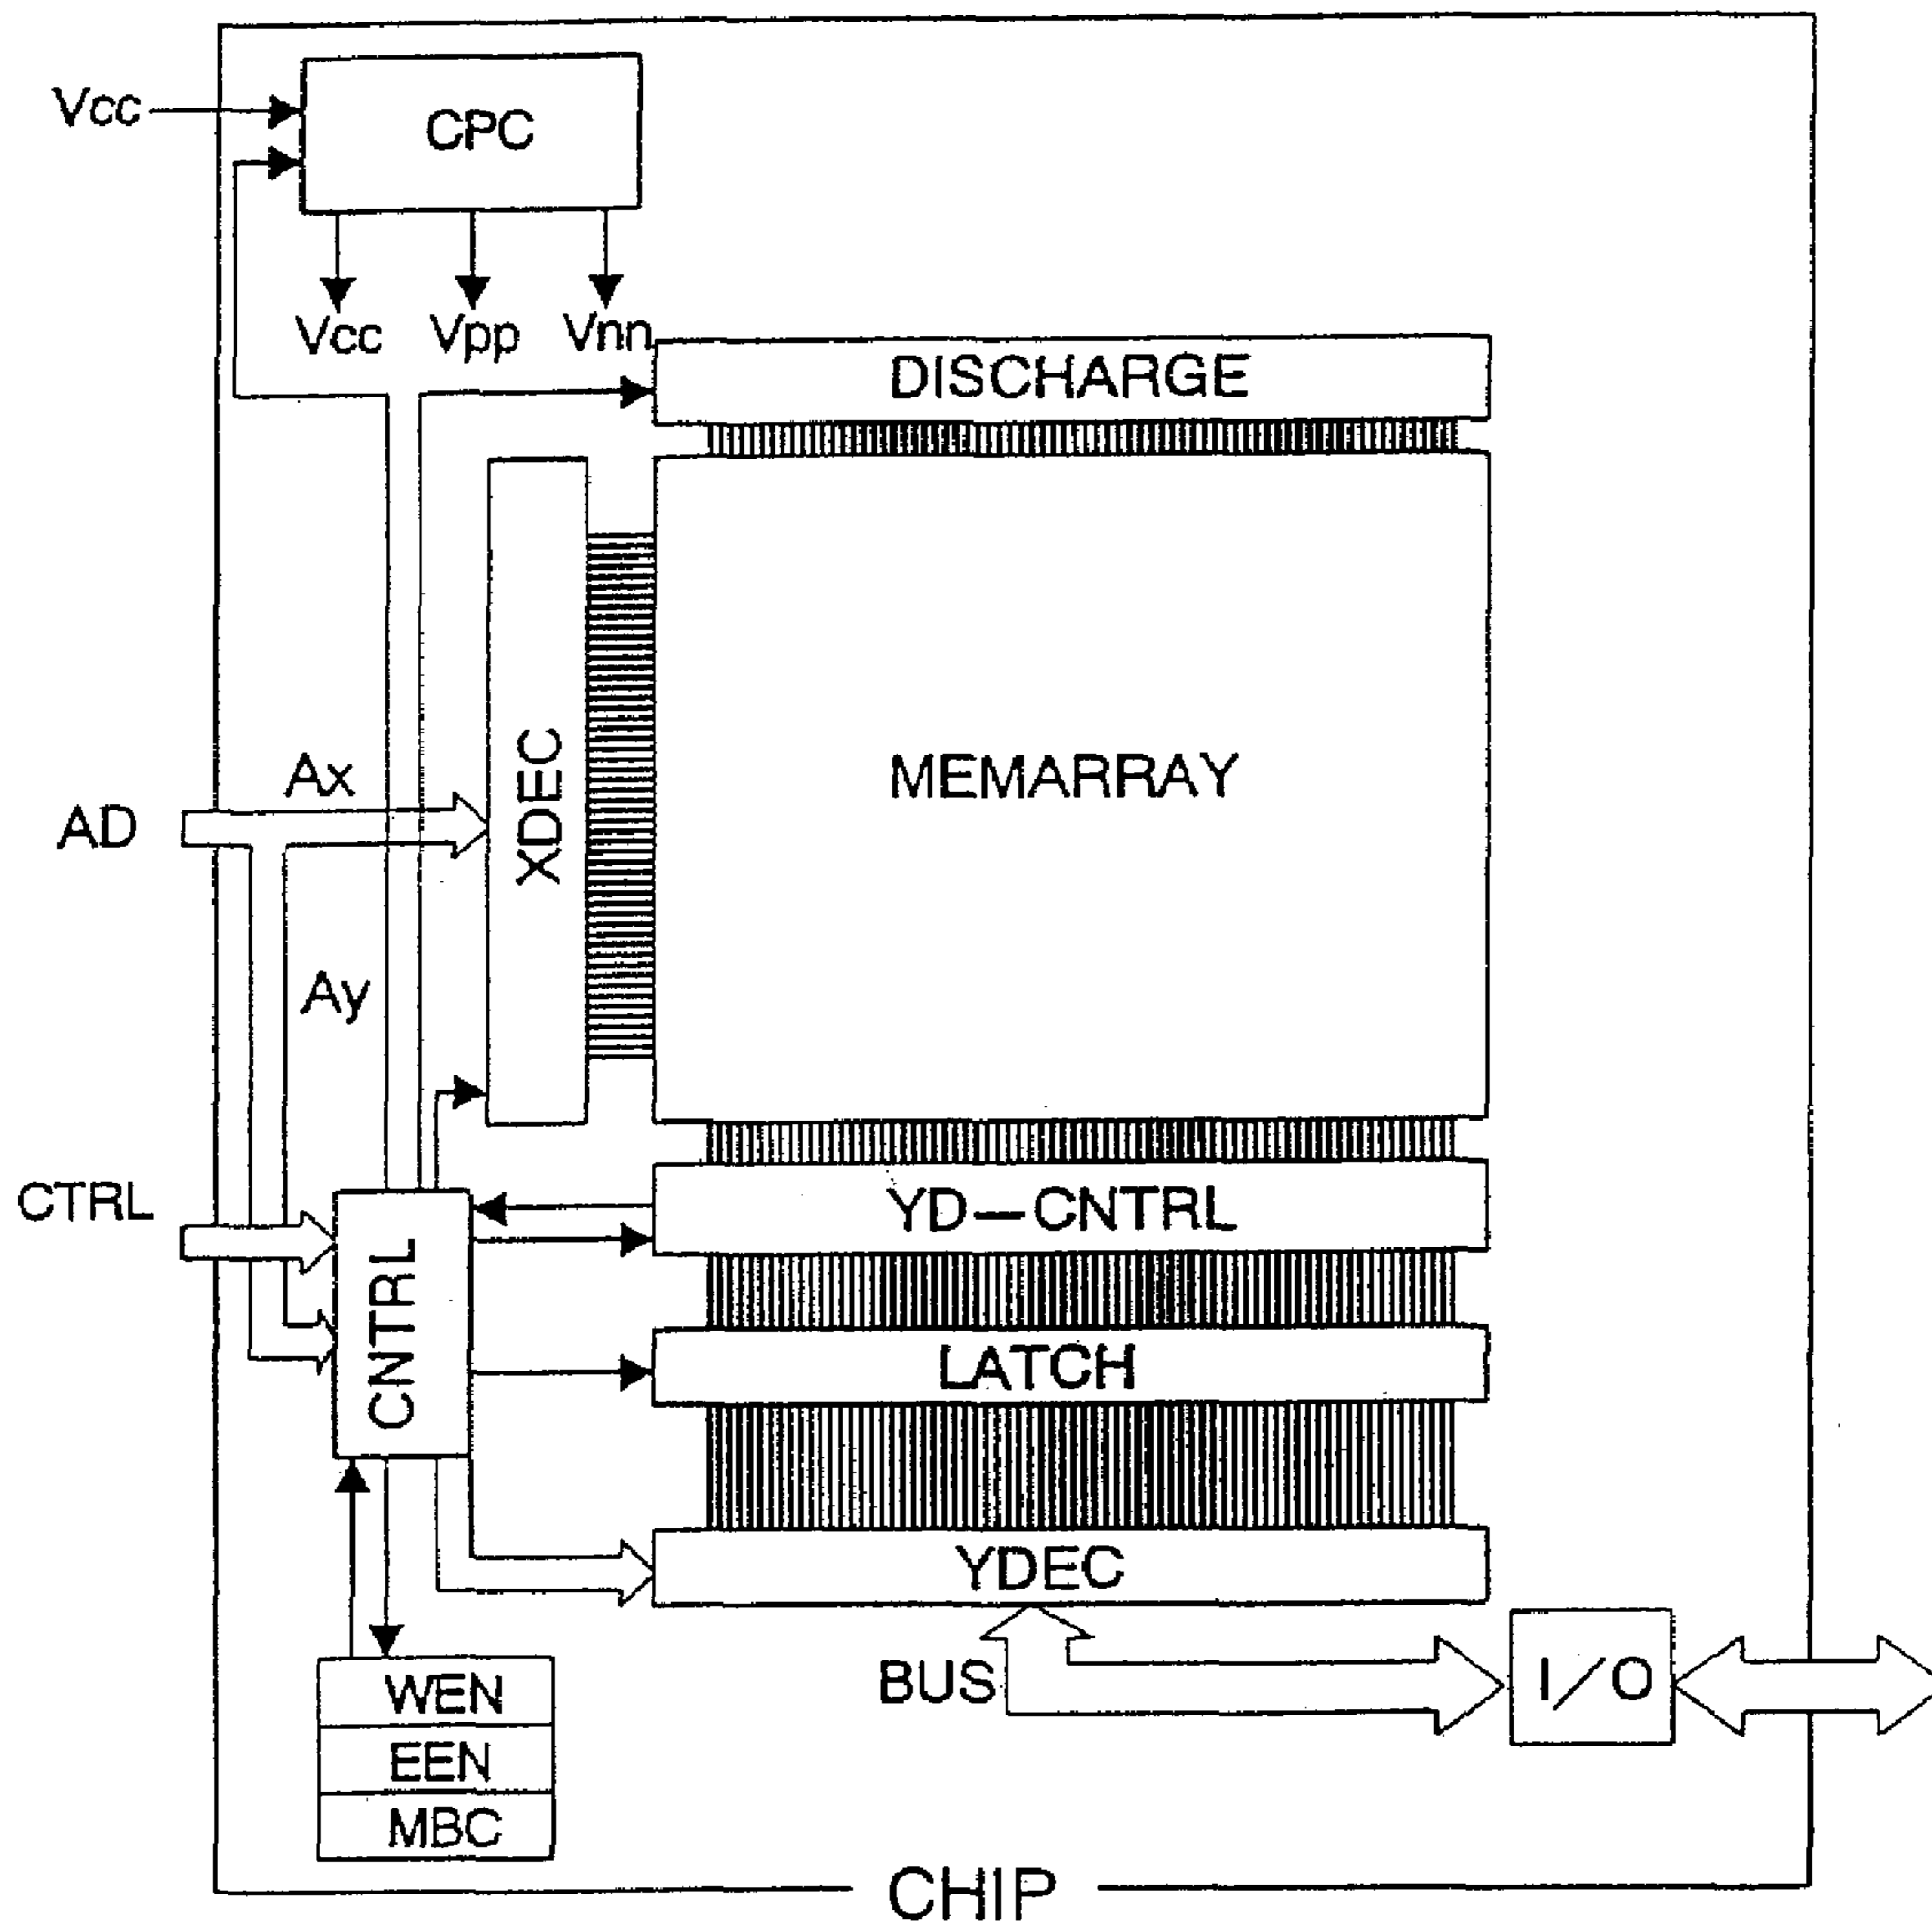 Vcc
CPC
Vcc Vpp Vnn
DISCHARGE
Ax
AD
XDEC
MEMARRAY
Ay
CTRL
CNTRL
YD—CNTRL
LATCH
YDEC
WEN
EEN
MBC
BUS
I/O
CHIP